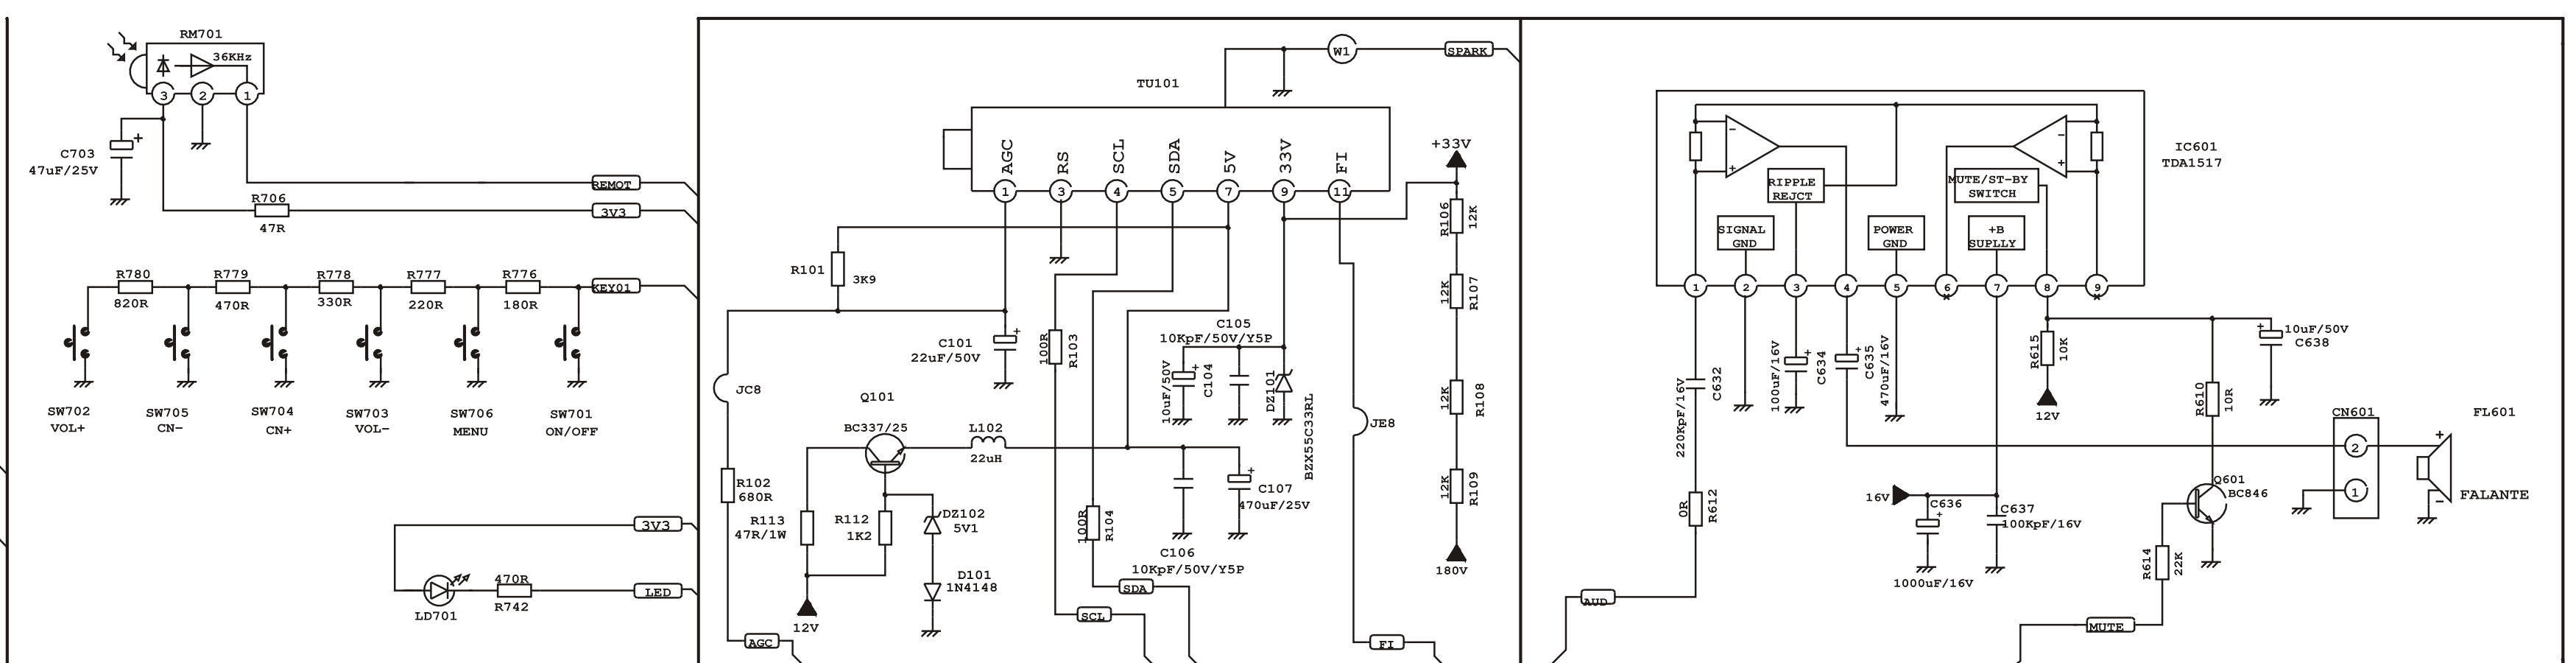 RM701
36KHz
3
2
1
C703
47uF/25V
+
REMOT
R706
47R
3V3
R780
820R
R779
470R
R778
330R
R777
220R
R776
180R
KEY01
SW702
VOL+
SW705
CN-
SW704
CN+
SW703
VOL-
SW706
MENU
SW701
ON/OFF
3V3
470R
R742
LED
LD701
W1
SPARK
TU101
AGC
RS
SCL
SDA
5V
33V
FI
1
3
4
5
7
9
11
+33V
R106
12K
12K
R107
12K
R108
12K
R109
180V
R101
3K9
C101
22uF/50V
+
100R
R103
C105
10KpF/50V/Y5P
10uF/50V
+
C104
DZ101
BZX55C33RL
JC8
JE8
Q101
BC337/25
L102
22uH
R102
680R
R113
47R/1W
R112
1K2
DZ102
5V1
D101
1N4148
12V
100R
R104
+
C107
470uF/25V
C106
10KpF/50V/Y5P
SDA
SCL
AGC
FI
IC601
TDA1517
-
+
-
+
RIPPLE
REJCT
MUTE/ST-BY
SWITCH
SIGNAL
GND
POWER
GND
+B
SUPLLY
1
2
3
4
5
6
7
8
9
220KpF/16V
C632
100uF/16V
+
C634
+
C635
470uF/16V
R615
10K
12V
+
10uF/50V
C638
R610
10R
CN601
2
1
FL601
+
-
FALANTE
0R
R612
16V
C636
+
1000uF/16V
C637
100KpF/16V
Q601
BC846
R614
22K
AUD
MUTE